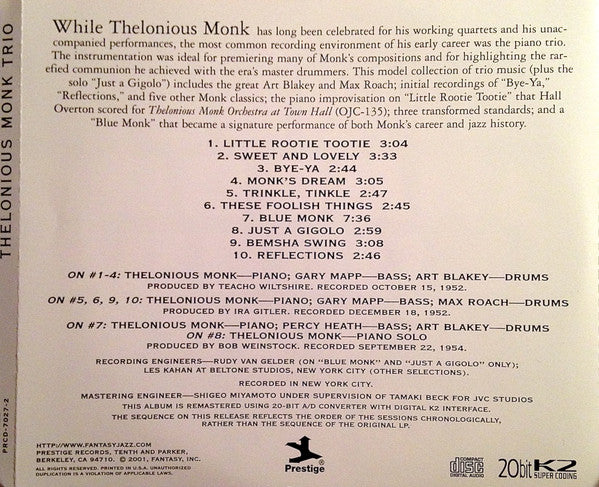 THELONIOUS MONK TRIO
PRCD-7027-2
While Thelonious Monk has long been celebrated for his working quartets and his unac-
companied performances, the most common recording environment of his early career was the piano trio.
The instrumentation was ideal for premiering many of Monk's compositions and for highlighting the rar-
efied communion he achieved with the era's master drummers. This model collection of trio music (plus the
solo "Just a Gigolo") includes the great Art Blakey and Max Roach; initial recordings of "Bye-Ya,"
"Reflections," and five other Monk classics; the piano improvisation on "Little Rootie Tootie" that Hall
Overton scored for Thelonious Monk Orchestra at Town Hall (OJC-135); three transformed standards; and a
"Blue Monk" that became a signature performance of both Monk's career and jazz history.
1. LITTLE ROOTIE TOOTIE 3:04
2. SWEET AND LOVELY 3:33
3. BYE-YA 2:44
4. MONK'S DREAM 3:05
5. TRINKLE, TINKLE 2:47
6. THESE FOOLISH THINGS 2:45
7. BLUE MONK 7:36
8. JUST A GIGOLO 2:59
9. BEMSHA SWING 3:08
10. REFLECTIONS 2:46
ON #1-4: THELONIOUS MONK—PIANO; GARY MAPP—BASS; ART BLAKEY—DRUMS
PRODUCED BY TEACHO WILTSHIRE. RECORDED OCTOBER 15, 1952.
ON #5, 6, 9, 10: THELONIOUS MONK—PIANO; GARY MAPP—BASS; MAX ROACH—DRUMS
PRODUCED BY IRA GITLER. RECORDED DECEMBER 18, 1952.
ON #7: THELONIOUS MONK—PIANO; PERCY HEATH—BASS; ART BLAKEY—DRUMS
ON #8: THELONIOUS MONK—PIANO SOLO
PRODUCED BY BOB WEINSTOCK. RECORDED SEPTEMBER 22, 1954.
RECORDING ENGINEERS—RUDY VAN GELDER (ON "BLUE MONK" AND "JUST A GIGOLO" ONLY);
LES KAHAN AT BELTONE STUDIOS, NEW YORK CITY (OTHER SELECTIONS).
RECORDED IN NEW YORK CITY.
MASTERING ENGINEER—SHIGEO MIYAMOTO UNDER SUPERVISION OF TAMAKI BECK FOR JVC STUDIOS
THIS ALBUM IS REMASTERED USING 20-BIT A/D CONVERTER WITH DIGITAL K2 INTERFACE.
THE SEQUENCE ON THIS RELEASE REFLECTS THE ORDER OF THE SESSIONS CHRONOLOGICALLY,
RATHER THAN THE SEQUENCE OF THE ORIGINAL LP.
HTTP://WWW.FANTASYJAZZ.COM
PRESTIGE RECORDS, TENTH AND PARKER,
BERKELEY, CA 94710. © 2001, FANTASY, INC.
ALL RIGHTS RESERVED. PRINTED IN U.S.A. UNAUTHORIZED
DUPLICATION IS A VIOLATION OF APPLICABLE LAWS.
Prestige
COMPACT
disc
DIGITAL AUDIO
20bit K2
SUPER CODING